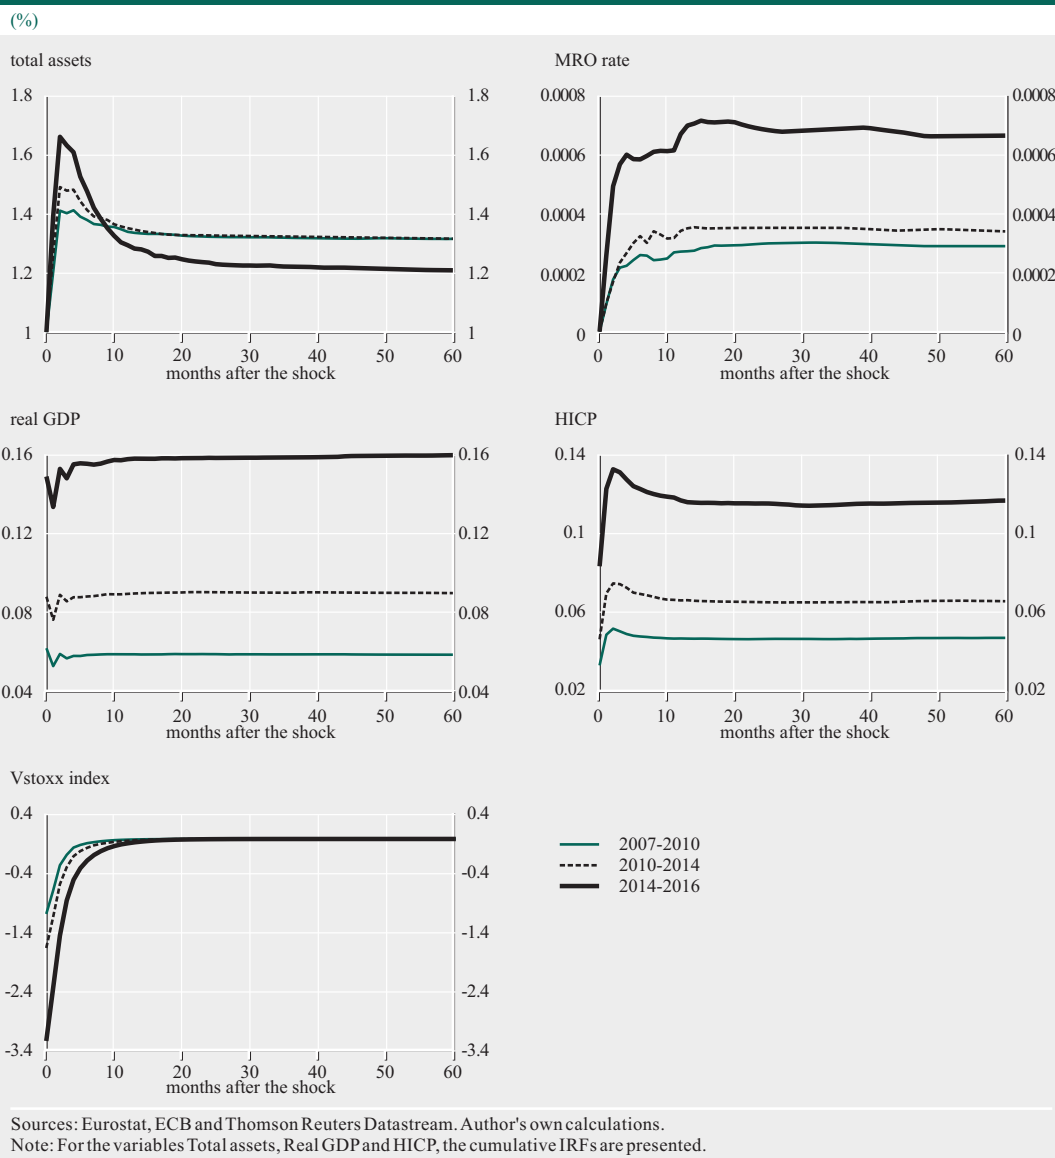 (%)
total assets
1.8 1.8
1.6 1.6
1.4 1.4
1.2 1.2
1 1
0 10 20 30 40 50 60
months after the shock
MRO rate
0.0008 0.0008
0.0006 0.0006
0.0004 0.0004
0.0002 0.0002
0 0
0 10 20 30 40 50 60
months after the shock
real GDP
0.16 0.16
0.12 0.12
0.08 0.08
0.04 0.04
0 10 20 30 40 50 60
months after the shock
HICP
0.14 0.14
0.1 0.1
0.06 0.06
0.02 0.02
0 10 20 30 40 50 60
months after the shock
Vstoxx index
0.4 0.4
-0.4 -0.4
-1.4 -1.4
-2.4 -2.4
-3.4 -3.4
0 10 20 30 40 50 60
months after the shock
2007-2010
2010-2014
2014-2016
Sources: Eurostat, ECB and Thomson Reuters Datastream. Author's own calculations.
Note: For the variables Total assets, Real GDP and HICP, the cumulative IRFs are presented.